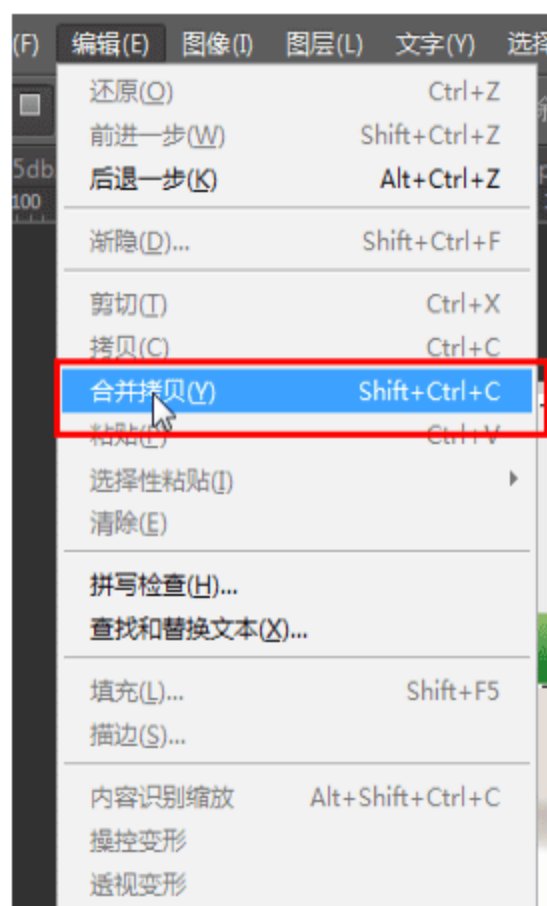 (F) 编辑(E) 图像(I) 图层(L) 文字(Y) 选择
还原(O) Ctrl+Z
前进一步(W) Shift+Ctrl+Z
5db
后退一步(K) Alt+Ctrl+Z
100
渐隐(D)... Shift+Ctrl+F
剪切(T) Ctrl+X
拷贝(C) Ctrl+C
合并拷贝(Y) Shift+Ctrl+C
粘贴(P) Ctrl+V
选择性粘贴(I)
清除(E)
拼写检查(H)...
查找和替换文本(X)...
填充(L)... Shift+F5
描边(S)...
内容识别缩放 Alt+Shift+Ctrl+C
操控变形
透视变形